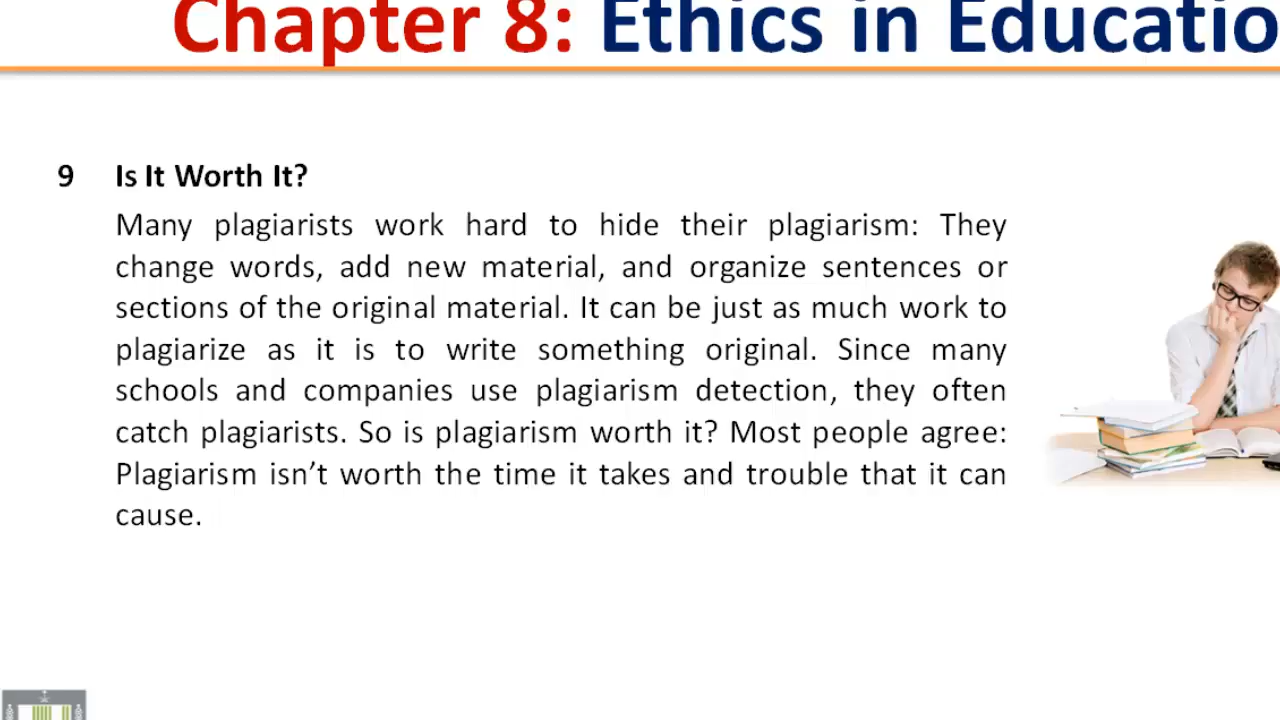 Chapter 8: Ethics in Educatio
9 Is It Worth It?
Many plagiarists work hard to hide their plagiarism: They
change words, add new material, and organize sentences or
sections of the original material. It can be just as much work to
plagiarize as it is to write something original. Since many
schools and companies use plagiarism detection, they often
catch plagiarists. So is plagiarism worth it? Most people agree:
Plagiarism isn’t worth the time it takes and trouble that it can
cause.